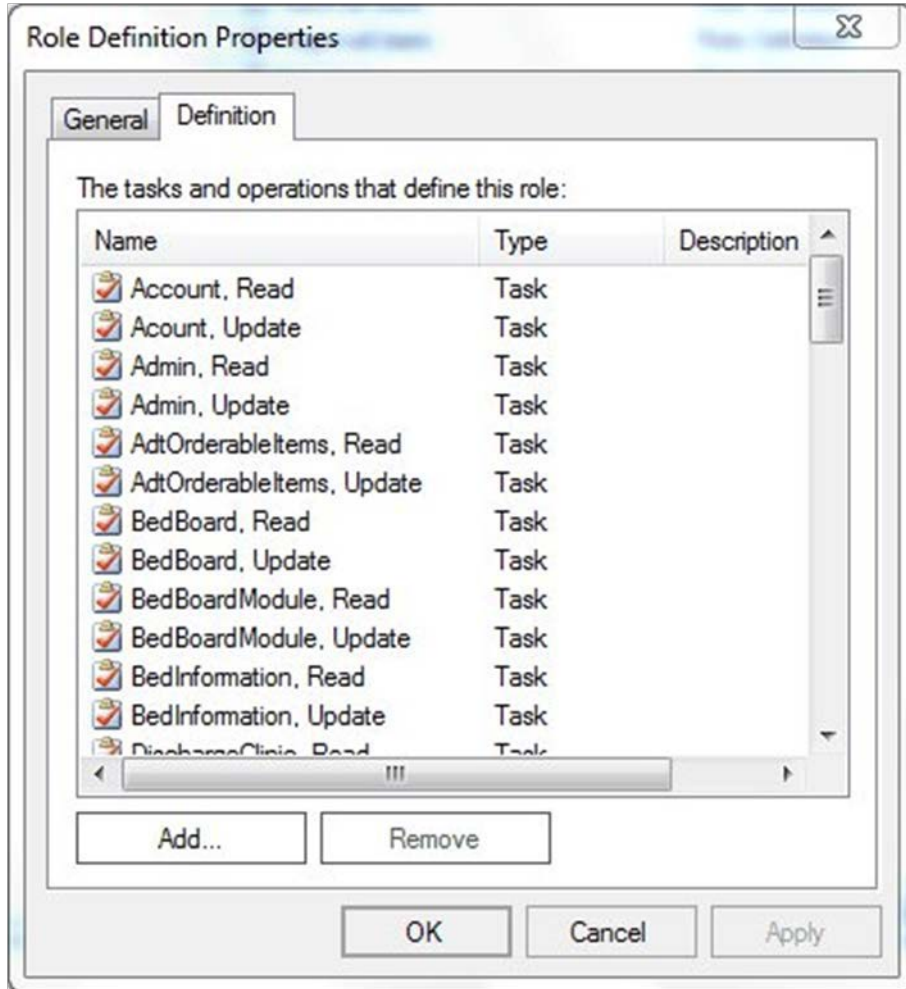 Role Definition Properties
General Definition
The tasks and operations that define this role:
Name Type Description
Account, Read Task
Acount, Update Task
Admin, Read Task
Admin, Update Task
AdtOrderableItems, Read Task
AdtOrderableItems, Update Task
BedBoard, Read Task
BedBoard, Update Task
BedBoardModule, Read Task
BedBoardModule, Update Task
BedInformation, Read Task
BedInformation, Update Task
DischargeClinic, Read Task
Add... Remove
OK Cancel Apply